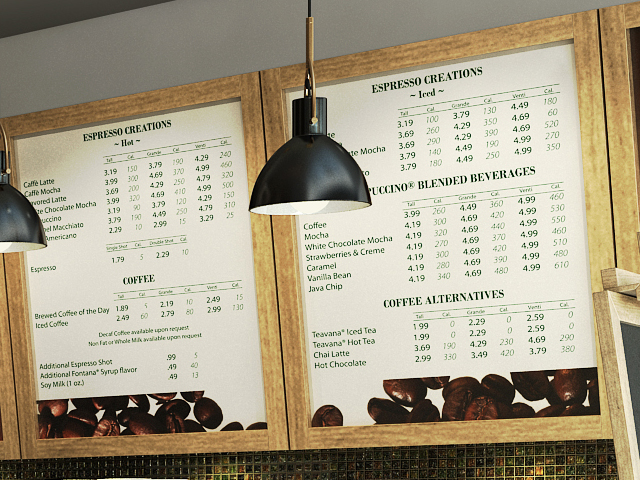 ESPRESSO CREATIONS
~ Hot ~
Tall Cal. Grande Cal. Venti Cal.
Caffè Latte 3.19 150 3.79 190 4.29 240
Caffè Mocha 3.99 300 4.69 370 4.99 460
Flavored Latte 3.69 200 4.29 250 4.79 320
White Chocolate Mocha 3.99 320 4.69 410 4.99 500
3.19 90 3.79 120 4.29 150
Caramel Macchiato 3.79 190 4.49 250 4.79 310
Americano 2.29 10 2.99 15 3.29 25
Single Shot Cal. Double Shot Cal.
Espresso 1.79 5 2.29 10
COFFEE
Tall Cal. Grande Cal. Venti Cal.
Brewed Coffee of the Day 1.89 5 2.19 10 2.49 15
Iced Coffee 2.49 60 2.79 80 2.99 130
Decaf Coffee available upon request
Non Fat or Whole Milk available upon request
Additional Espresso Shot .99 5
Additional Fontana® Syrup flavor .49 40
Soy Milk (1 oz.) .49 13
ESPRESSO CREATIONS
~ Iced ~
Tall Cal. Grande Cal. Venti Cal.
3.19 100 3.79 130 4.49 180
3.69 260 4.29 350 4.69 60
3.69 290 4.29 390 4.69 520
Mocha 3.79 140 4.49 190 4.99 270
3.79 180 4.49 250 4.99 350
BLENDED BEVERAGES
Tall Cal. Grande Cal. Venti Cal.
Coffee 3.99 260 4.49 360 4.99 460
Mocha 4.19 300 4.69 420 4.99 530
White Chocolate Mocha 4.19 320 4.69 440 4.99 550
Strawberries & Creme 4.19 270 4.69 370 4.99 460
Caramel 4.19 300 4.69 420 4.99 510
Vanilla Bean 4.19 280 4.69 390 4.99 490
Java Chip 4.19 340 4.69 480 4.99 610
COFFEE ALTERNATIVES
Tall Cal. Grande Cal. Venti Cal.
Teavana® Iced Tea 1.99 0 2.29 0 2.59 0
Teavana® Hot Tea 1.99 0 2.29 0 2.59 0
Chai Latte 3.69 190 4.29 230 4.69 290
Hot Chocolate 2.99 330 3.49 420 3.79 380